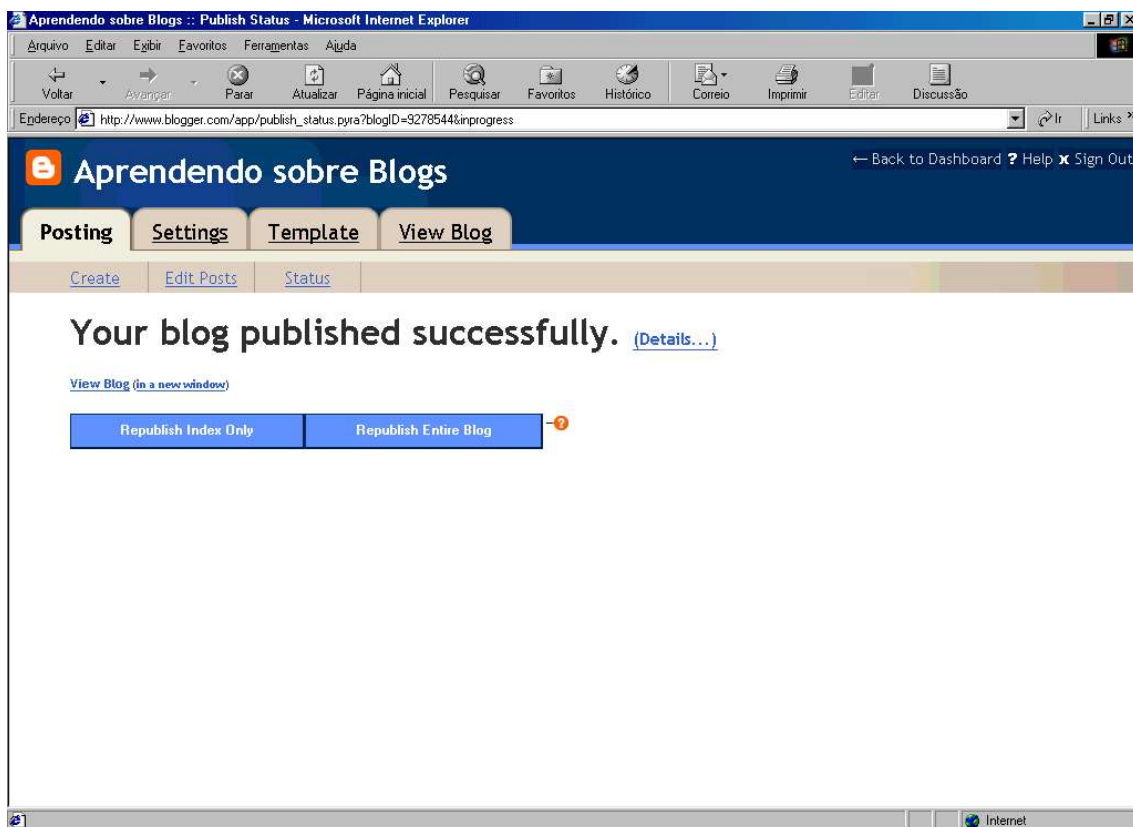 Aprendendo sobre Blogs :: Publish Status - Microsoft Internet Explorer
Arquivo Editar Exibir Favoritos Ferramentas Ajuda
Voltar Avançar Parar Atualizar Página inicial Pesquisar Favoritos Histórico Correio Imprimir Editar Discussão
Endereço http://www.blogger.com/app/publish_status.pyra?blogID=9278544&inprogress Ir Links »
Aprendendo sobre Blogs ← Back to Dashboard ? Help x Sign Out
Posting Settings Template View Blog
Create Edit Posts Status
Your blog published successfully. (Details...)
View Blog (in a new window)
Republish Index Only Republish Entire Blog -?
Internet